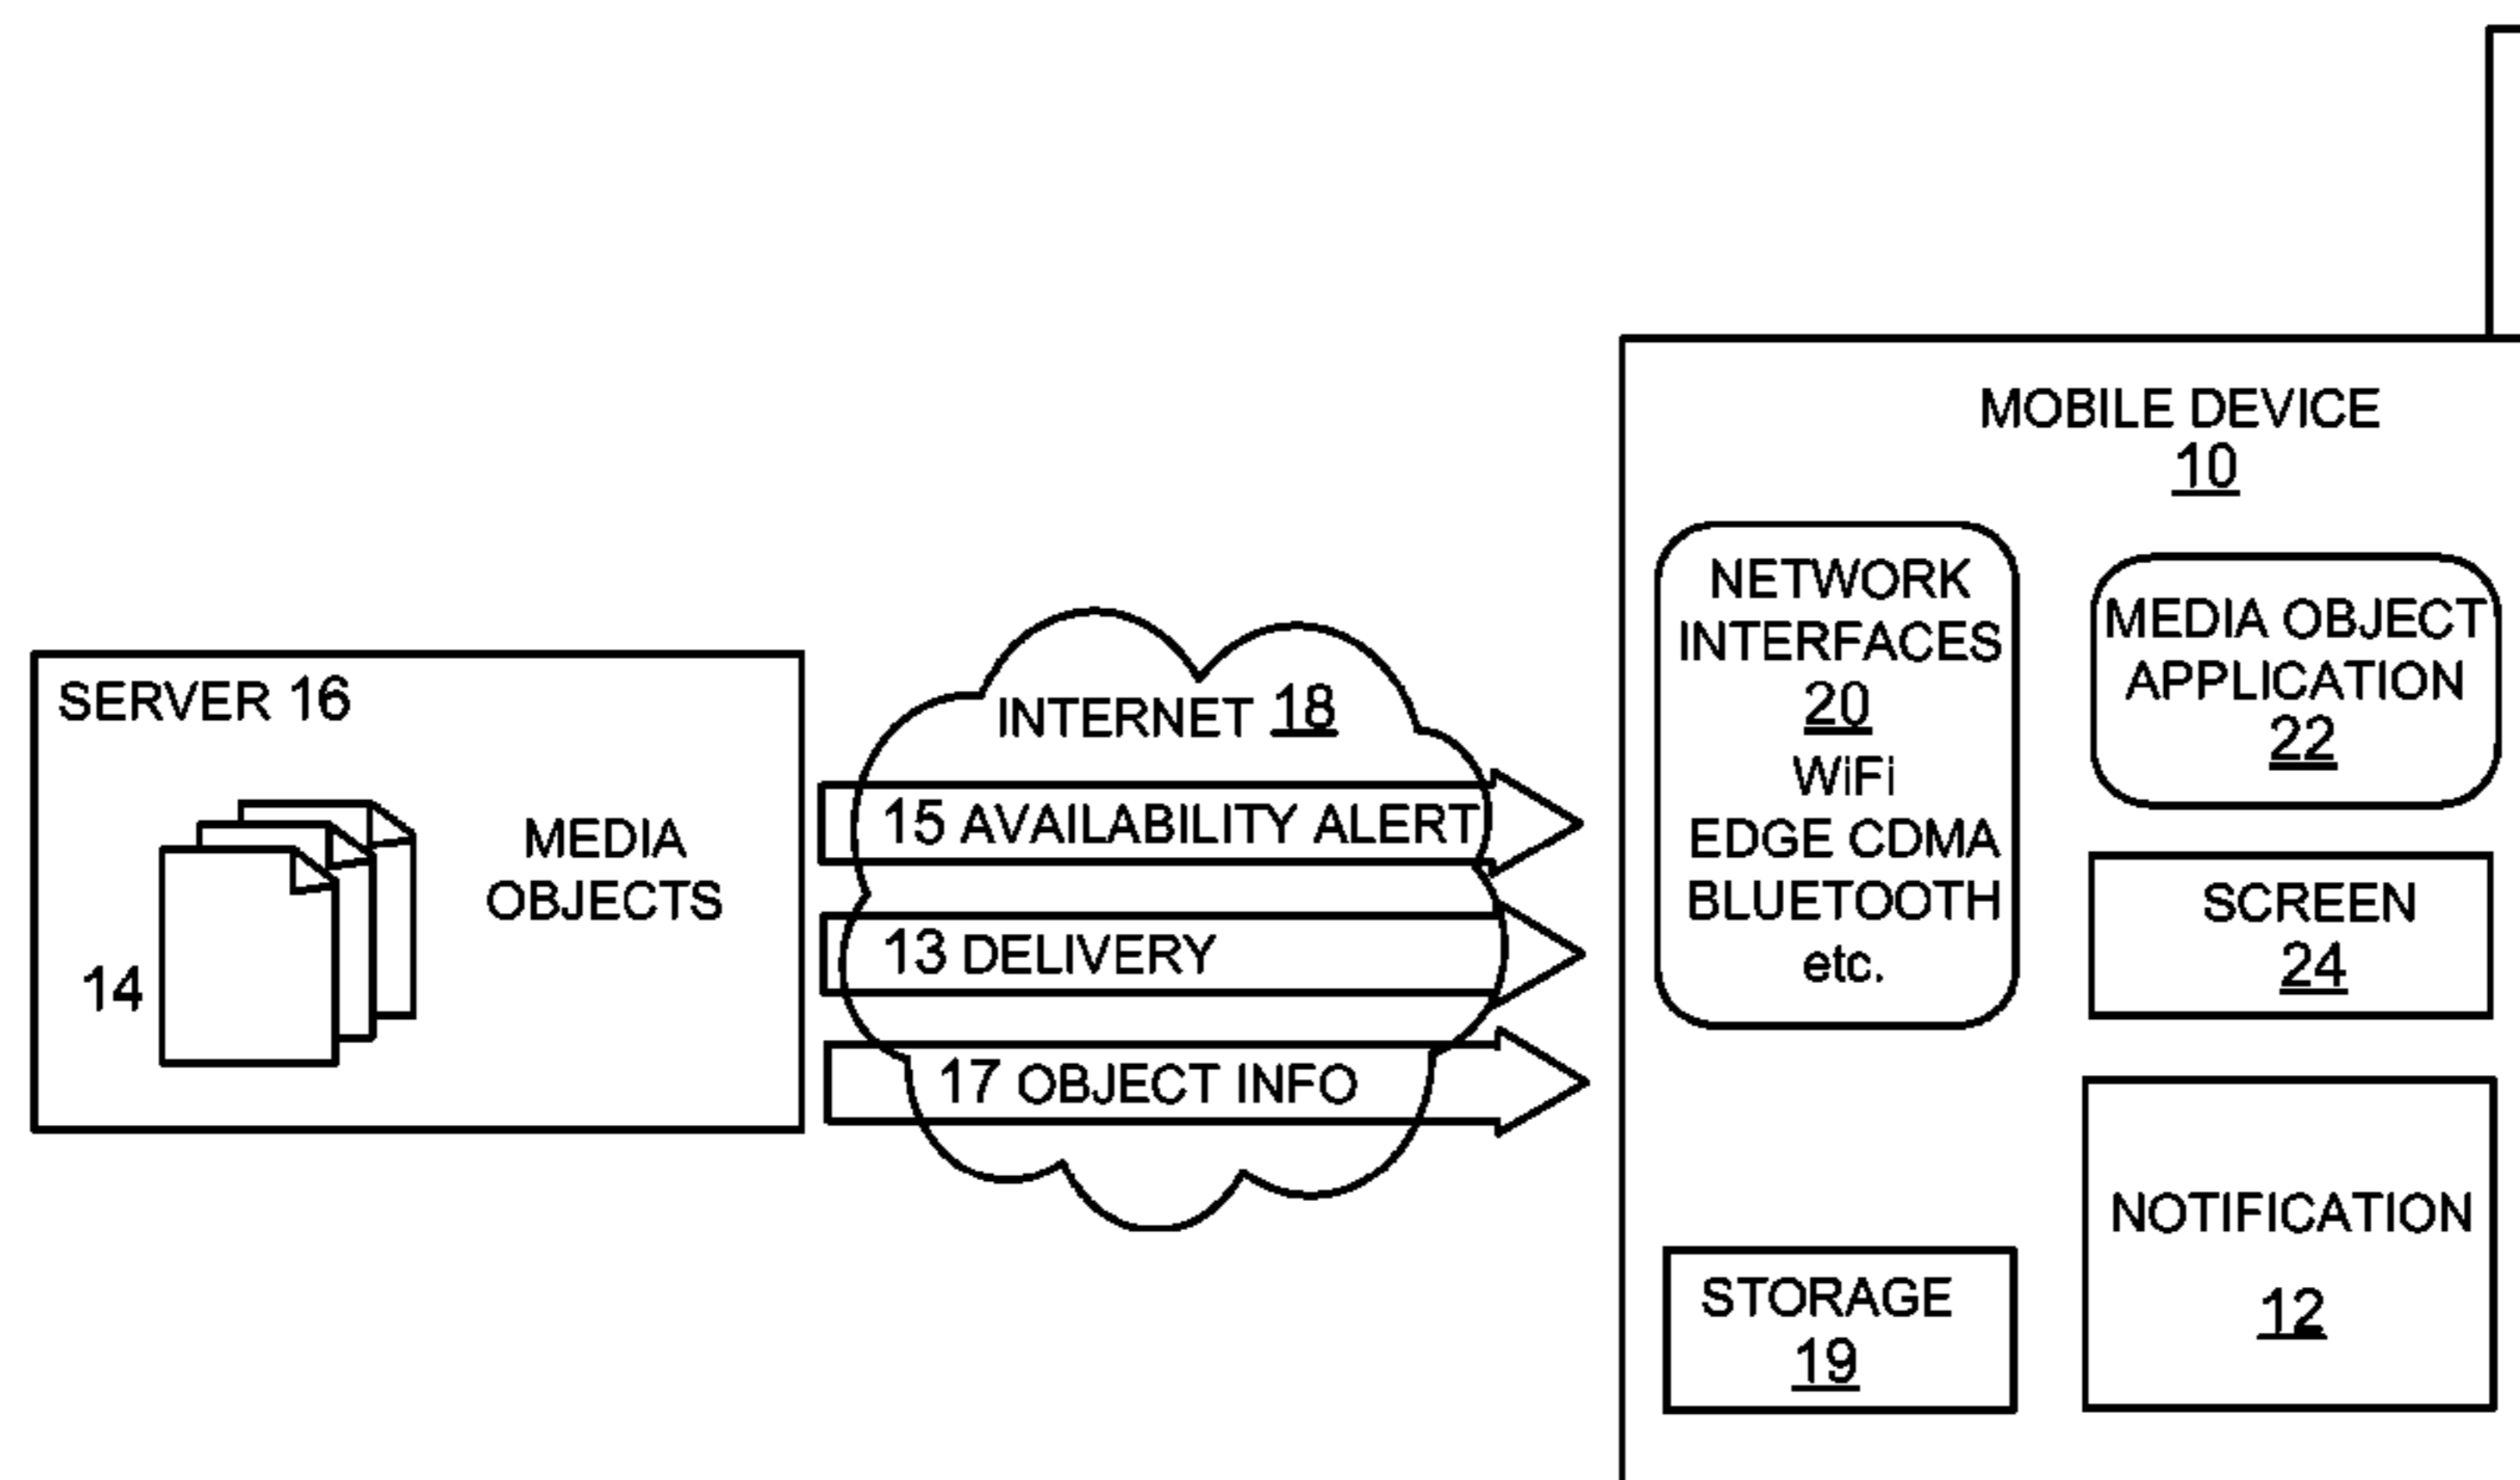 SERVER 16
MEDIA
OBJECTS
14
INTERNET 18
15 AVAILABILITY ALERT
13 DELIVERY
17 OBJECT INFO
MOBILE DEVICE
10
NETWORK
INTERFACES
20
WiFi
EDGE CDMA
BLUETOOTH
etc.
MEDIA OBJECT
APPLICATION
22
SCREEN
24
STORAGE
19
NOTIFICATION
12